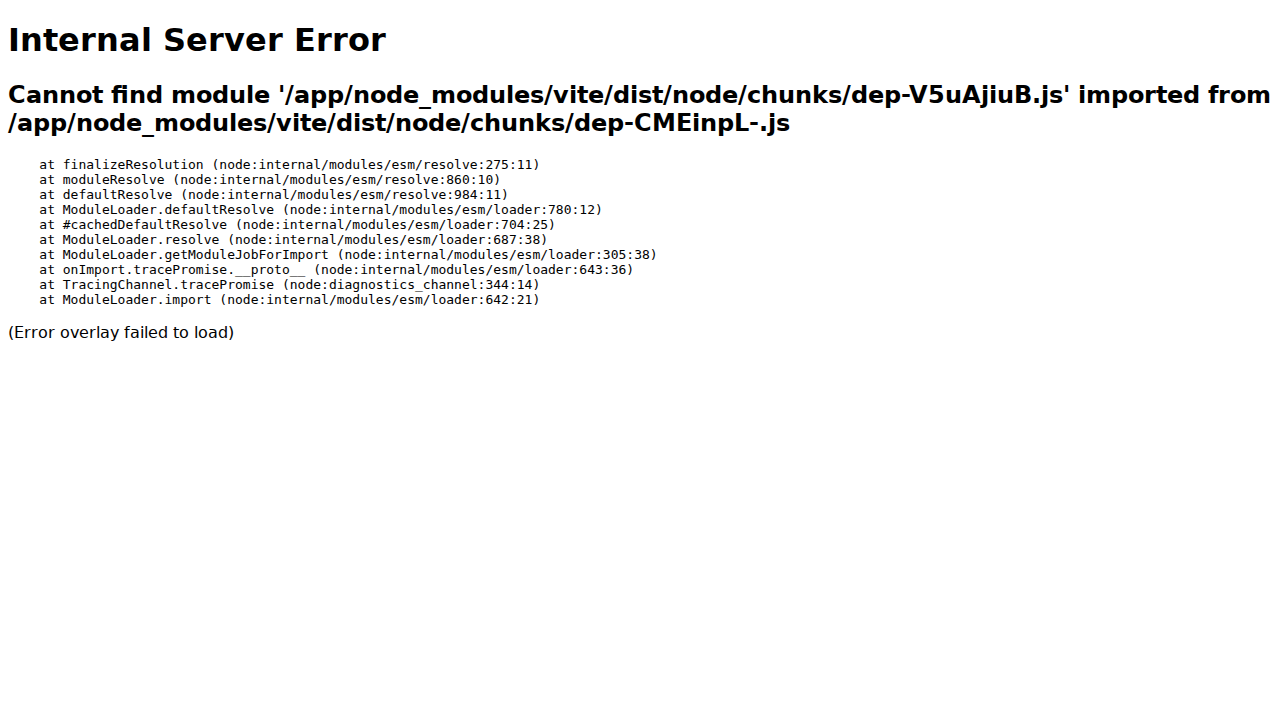 Internal Server Error
Cannot find module '/app/node_modules/vite/dist/node/chunks/dep-V5uAjiuB.js' imported from
/app/node_modules/vite/dist/node/chunks/dep-CMEinpL-.js
at finalizeResolution (node:internal/modules/esm/resolve:275:11)
at moduleResolve (node:internal/modules/esm/resolve:860:10)
at defaultResolve (node:internal/modules/esm/resolve:984:11)
at ModuleLoader.defaultResolve (node:internal/modules/esm/loader:780:12)
at #cachedDefaultResolve (node:internal/modules/esm/loader:704:25)
at ModuleLoader.resolve (node:internal/modules/esm/loader:687:38)
at ModuleLoader.getModuleJobForImport (node:internal/modules/esm/loader:305:38)
at onImport.tracePromise.__proto__ (node:internal/modules/esm/loader:643:36)
at TracingChannel.tracePromise (node:diagnostics_channel:344:14)
at ModuleLoader.import (node:internal/modules/esm/loader:642:21)
(Error overlay failed to load)